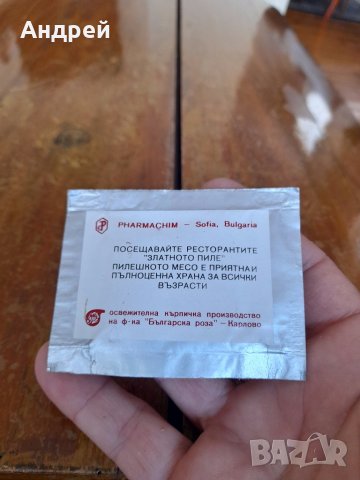 Андрей
PHARMACHIM – Sofia, Bulgaria
ПОСЕЩАВАЙТЕ РЕСТОРАНТИТЕ
"ЗЛАТНОТО ПИЛЕ"
ПИЛЕШКОТО МЕСО Е ПРИЯТНА И
ПЪЛНОЦЕННА ХРАНА ЗА ВСИЧКИ
ВЪЗРАСТИ
освежителна кърпичка производство
на ф-ка "Българска роза" – Карлово
BAZAR